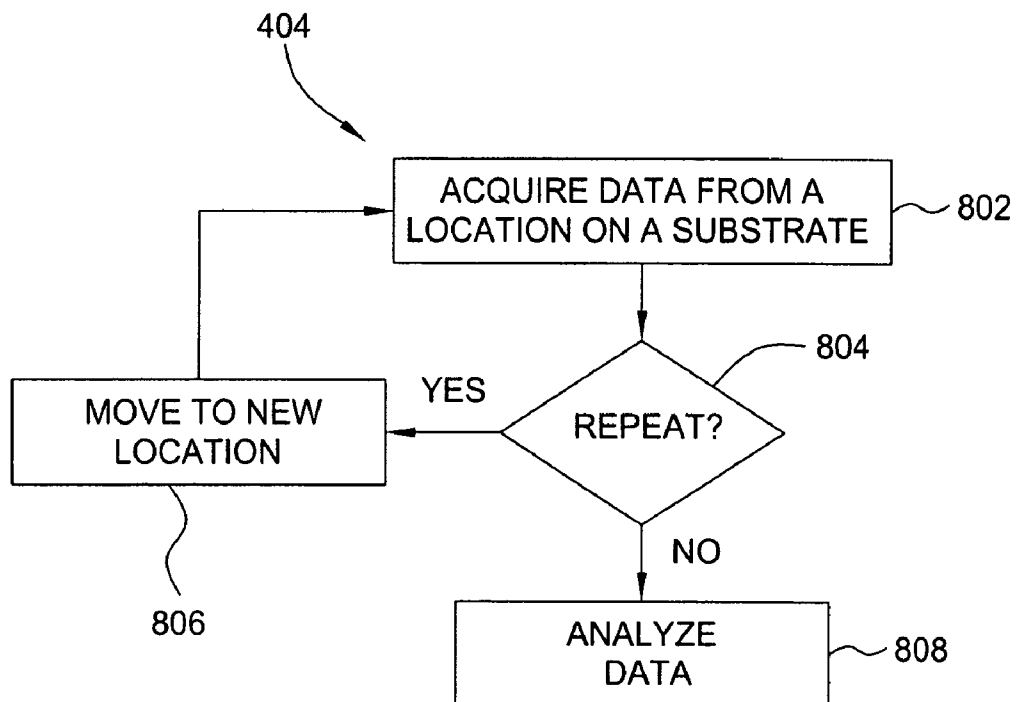 404
ACQUIRE DATA FROM A
LOCATION ON A SUBSTRATE
802
804
YES
REPEAT?
MOVE TO NEW
LOCATION
NO
806
ANALYZE
DATA
808